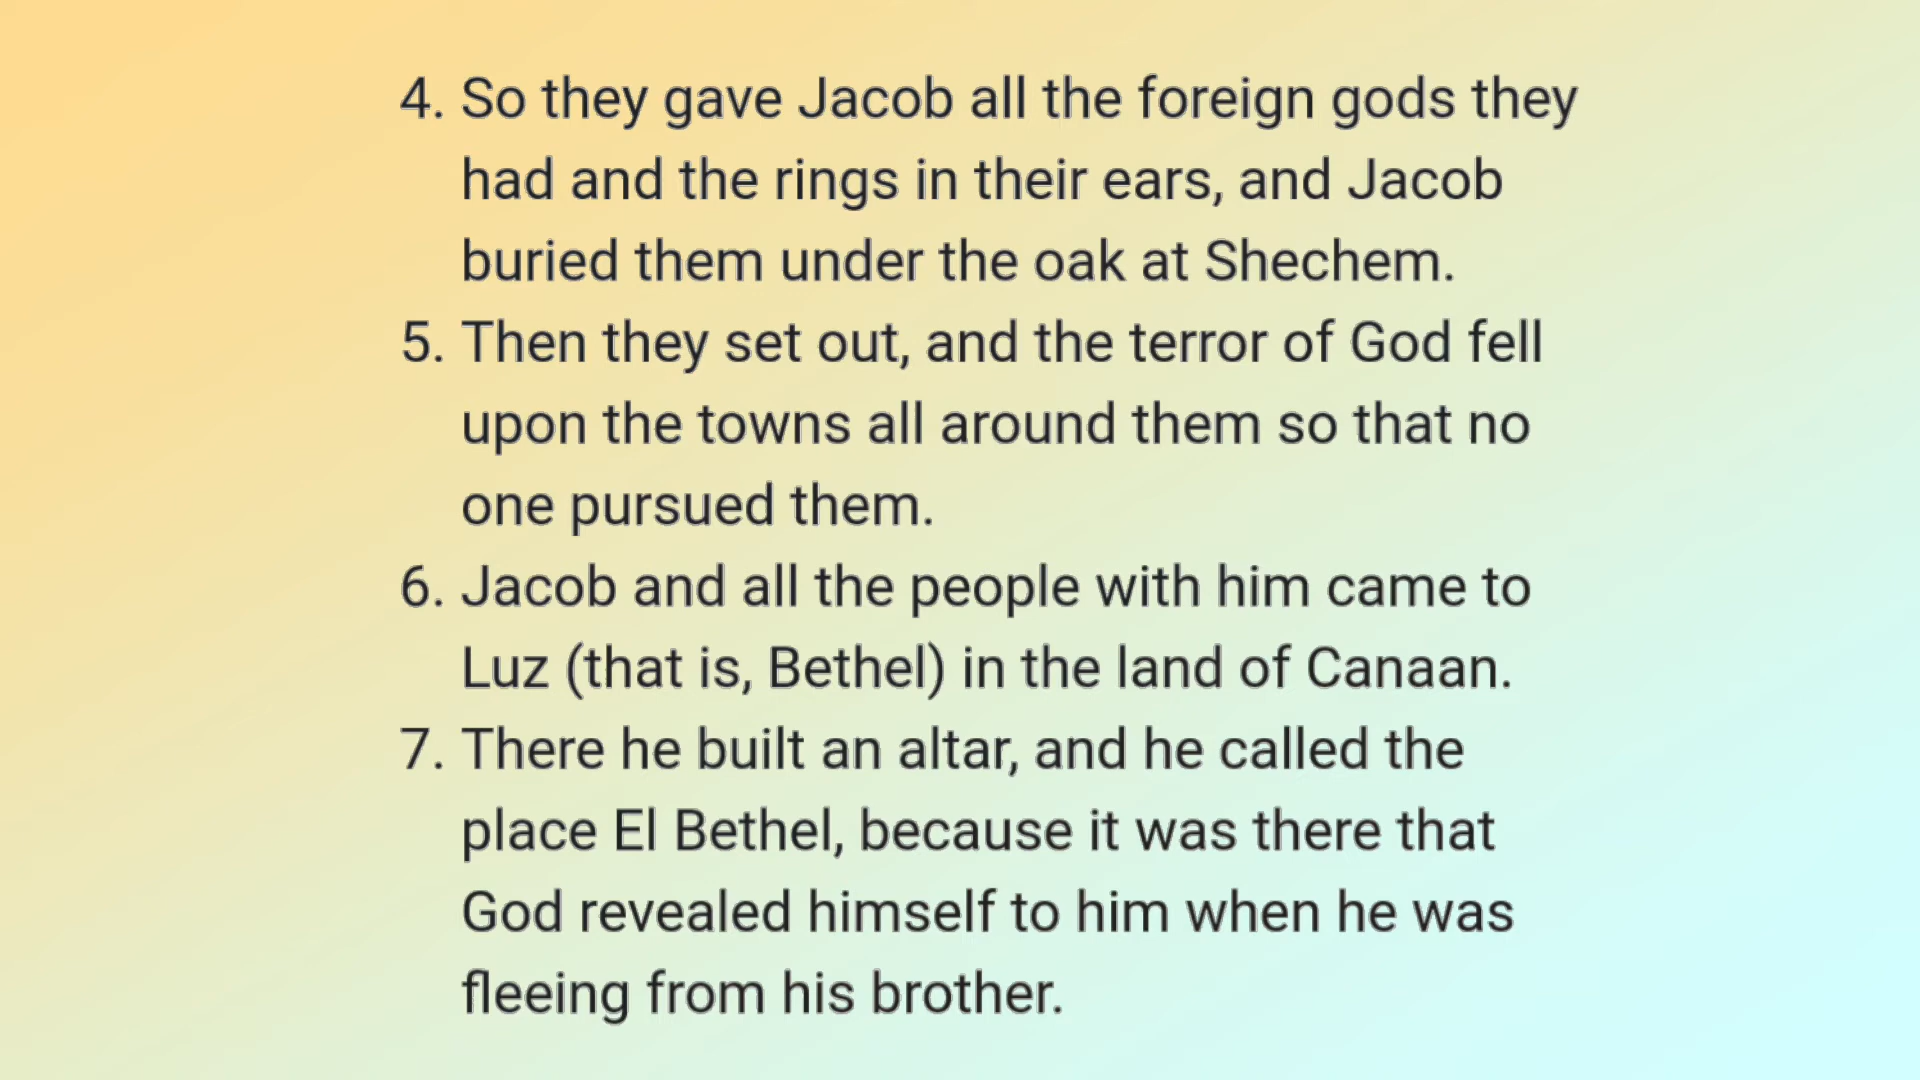 4. So they gave Jacob all the foreign gods they
had and the rings in their ears, and Jacob
buried them under the oak at Shechem.
5. Then they set out, and the terror of God fell
upon the towns all around them so that no
one pursued them.
6. Jacob and all the people with him came to
Luz (that is, Bethel) in the land of Canaan.
7. There he built an altar, and he called the
place El Bethel, because it was there that
God revealed himself to him when he was
fleeing from his brother.